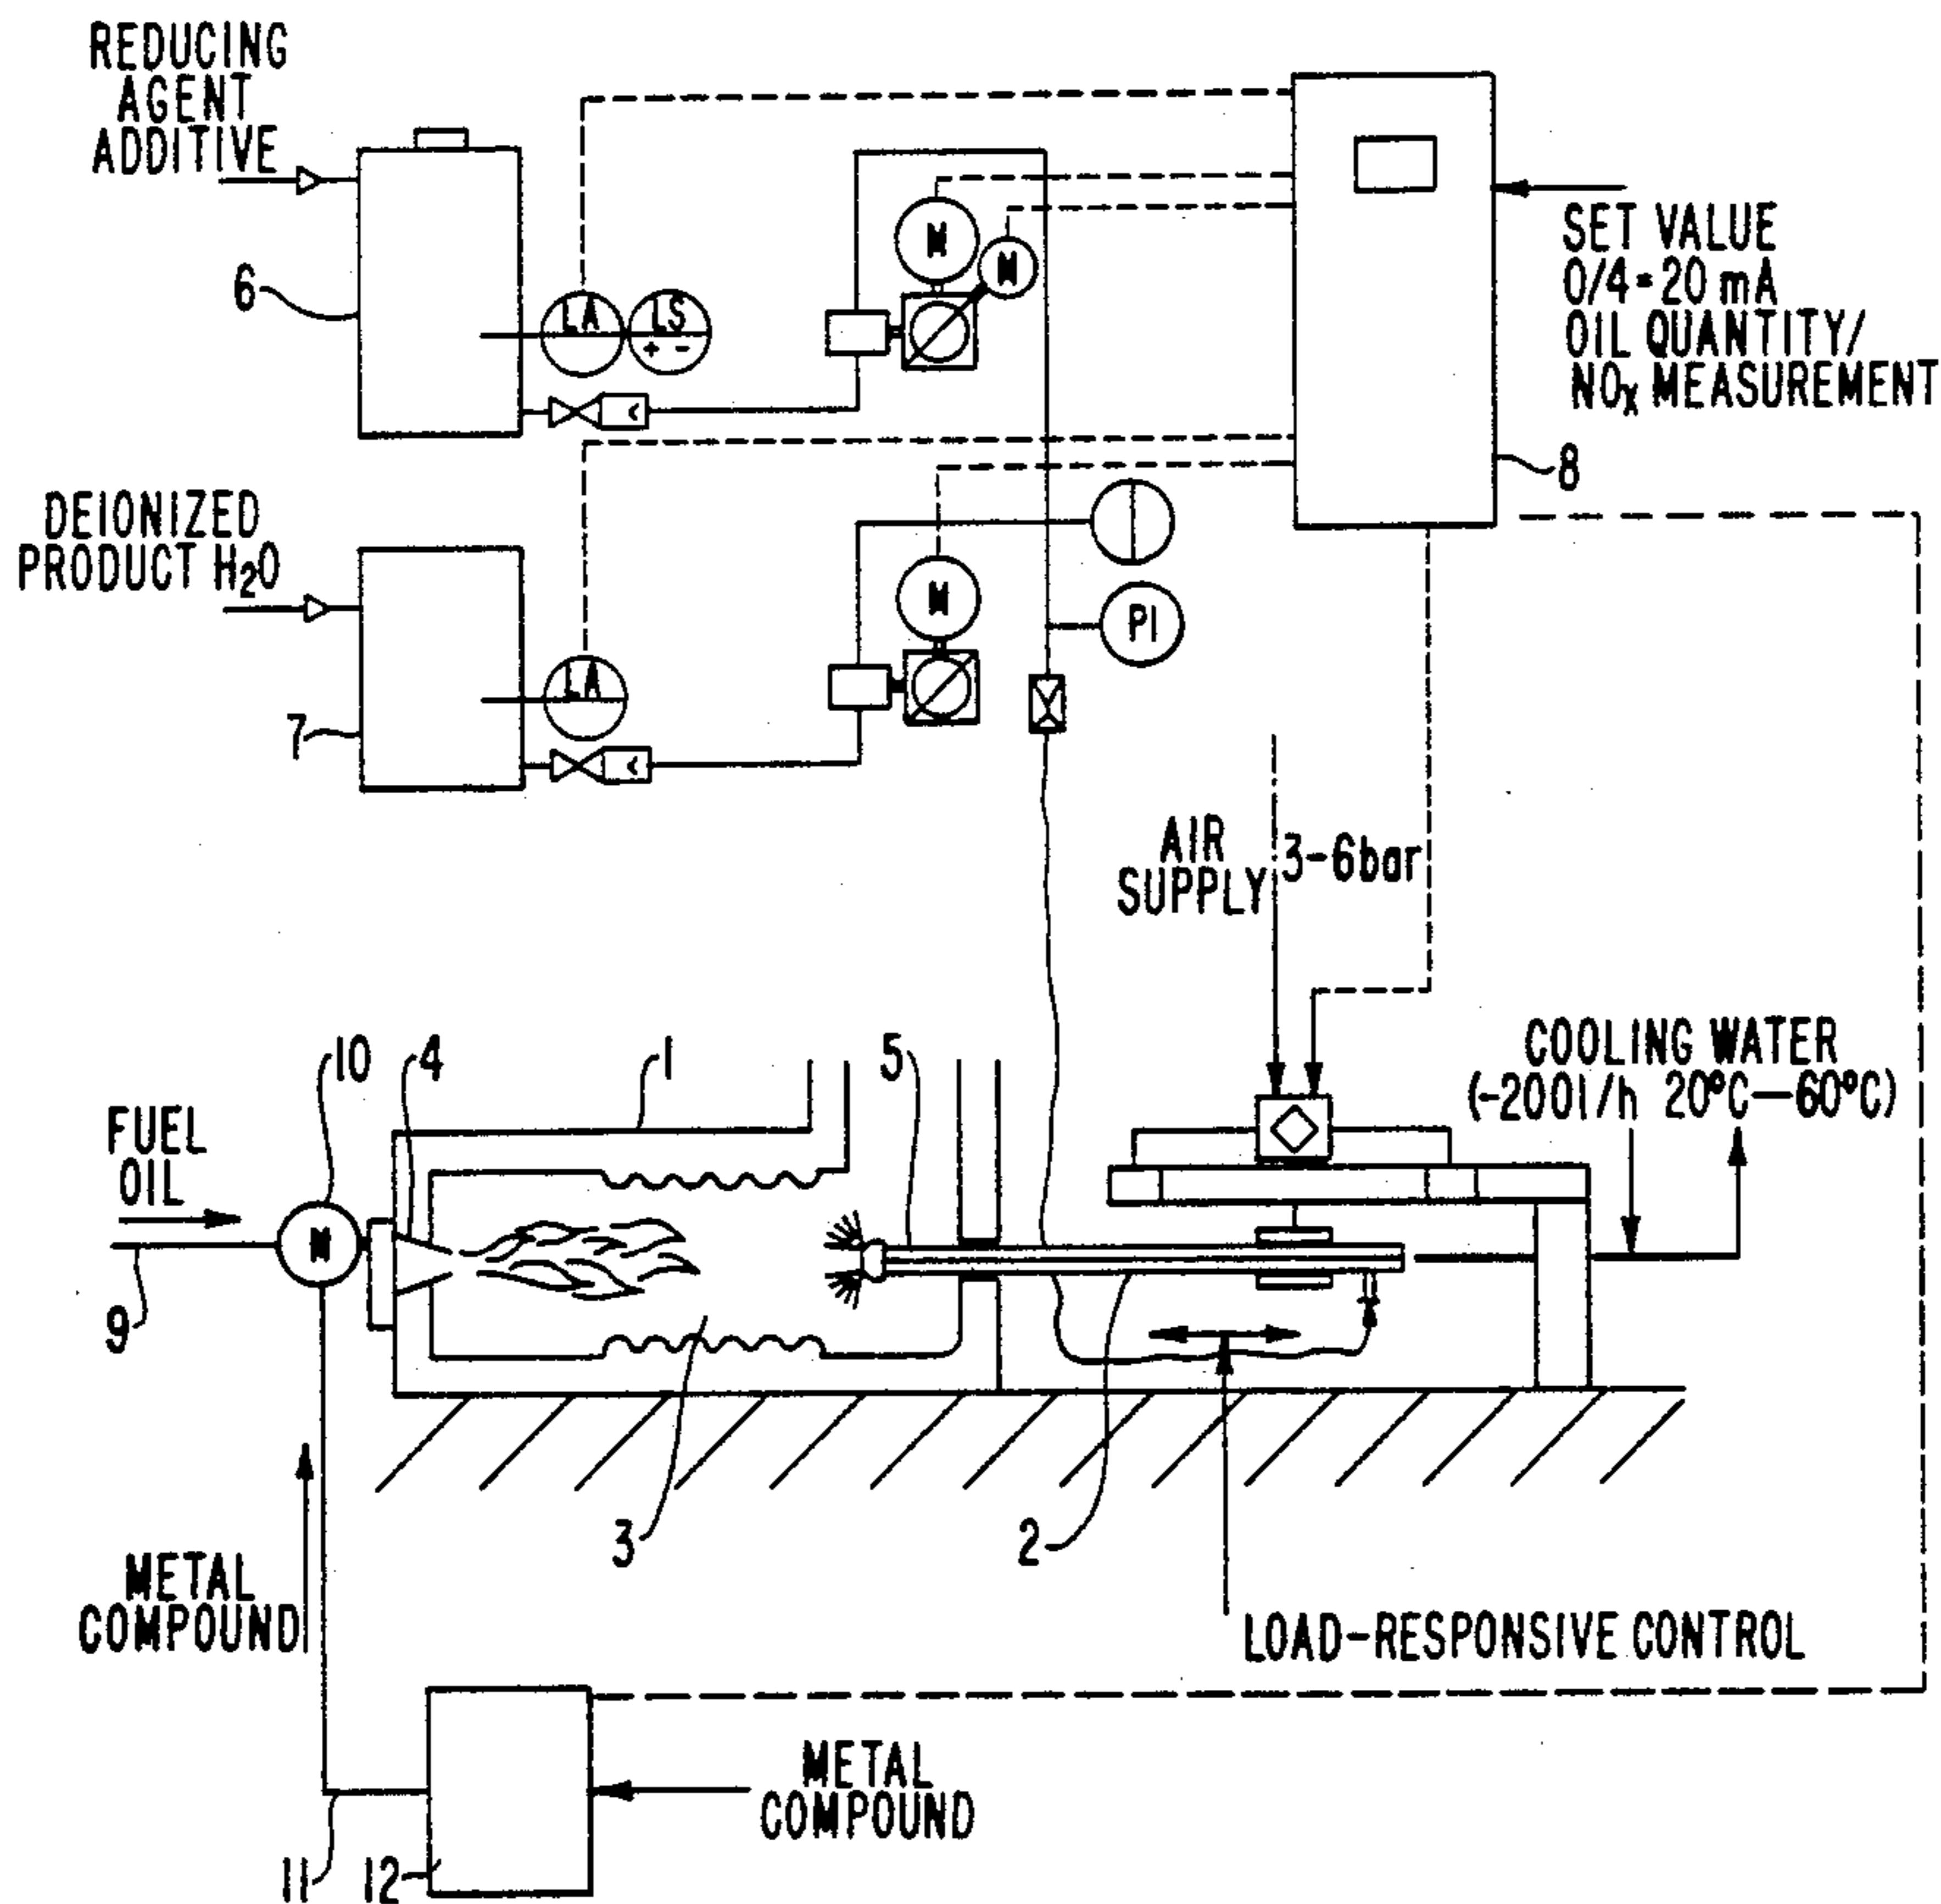 REDUCING
AGENT
ADDITIVE
6
LA
LS
+ -
M
M
SET VALUE
0/4=20 mA
OIL QUANTITY/
NOX MEASUREMENT
8
DEIONIZED
PRODUCT H2O
7
LA
M
PI
AIR
SUPPLY
3-6bar
COOLING WATER
(-200l/h 20°C—60°C)
10
4
1
5
FUEL
OIL
M
9
3
2
METAL
COMPOUND
LOAD-RESPONSIVE CONTROL
METAL
COMPOUND
11
12